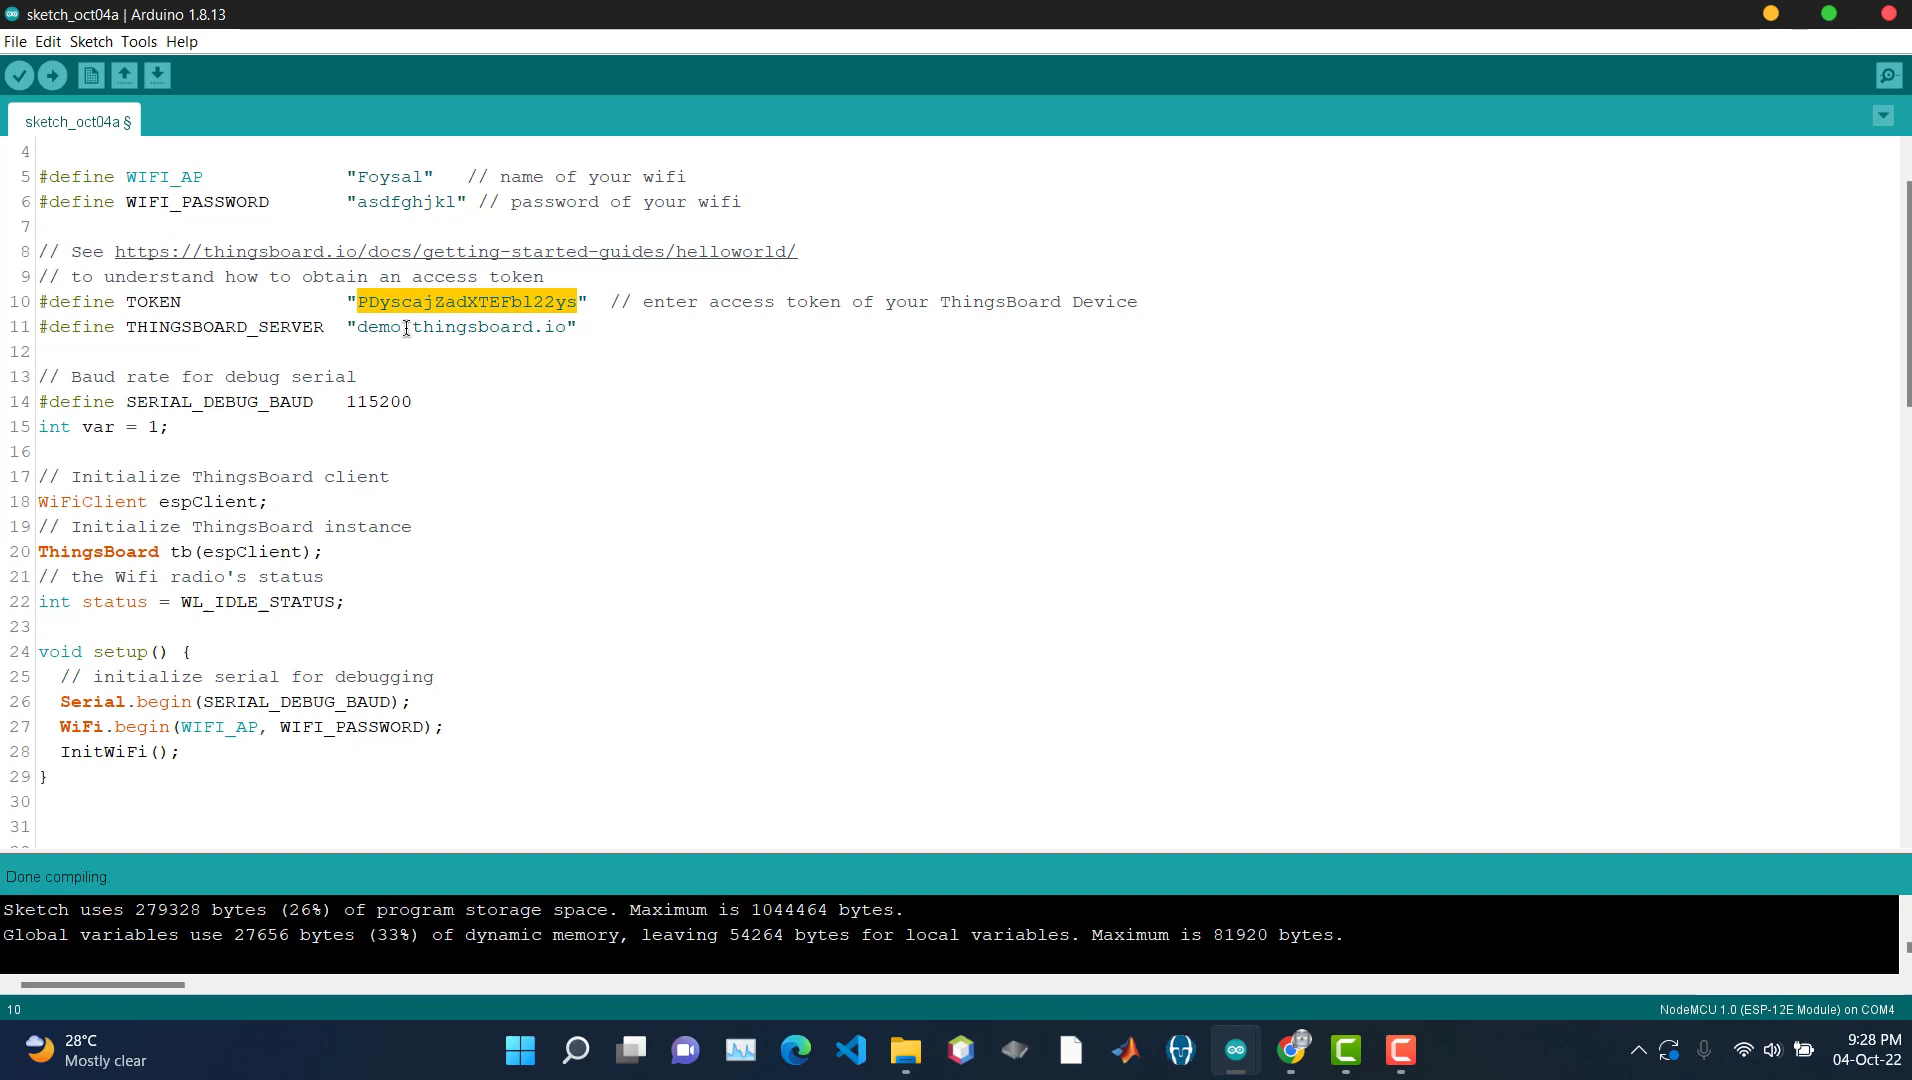 sketch_oct04a | Arduino 1.8.13
File Edit Sketch Tools Help
sketch_oct04a §
4
5 #define WIFI_AP "Foysal" // name of your wifi
6 #define WIFI_PASSWORD "asdfghjkl" // password of your wifi
7
8 // See https://thingsboard.io/docs/getting-started-guides/helloworld/
9 // to understand how to obtain an access token
10 #define TOKEN "PDyscajZadXTEFbl22ys" // enter access token of your ThingsBoard Device
11 #define THINGSBOARD_SERVER "demo.thingsboard.io"
12
13 // Baud rate for debug serial
14 #define SERIAL_DEBUG_BAUD 115200
15 int var = 1;
16
17 // Initialize ThingsBoard client
18 WiFiClient espClient;
19 // Initialize ThingsBoard instance
20 ThingsBoard tb(espClient);
21 // the Wifi radio's status
22 int status = WL_IDLE_STATUS;
23
24 void setup() {
25 // initialize serial for debugging
26 Serial.begin(SERIAL_DEBUG_BAUD);
27 WiFi.begin(WIFI_AP, WIFI_PASSWORD);
28 InitWiFi();
29 }
30
31
Done compiling.
Sketch uses 279328 bytes (26%) of program storage space. Maximum is 1044464 bytes.
Global variables use 27656 bytes (33%) of dynamic memory, leaving 54264 bytes for local variables. Maximum is 81920 bytes.
10 NodeMCU 1.0 (ESP-12E Module) on COM4
28°C
Mostly clear
9:28 PM
04-Oct-22